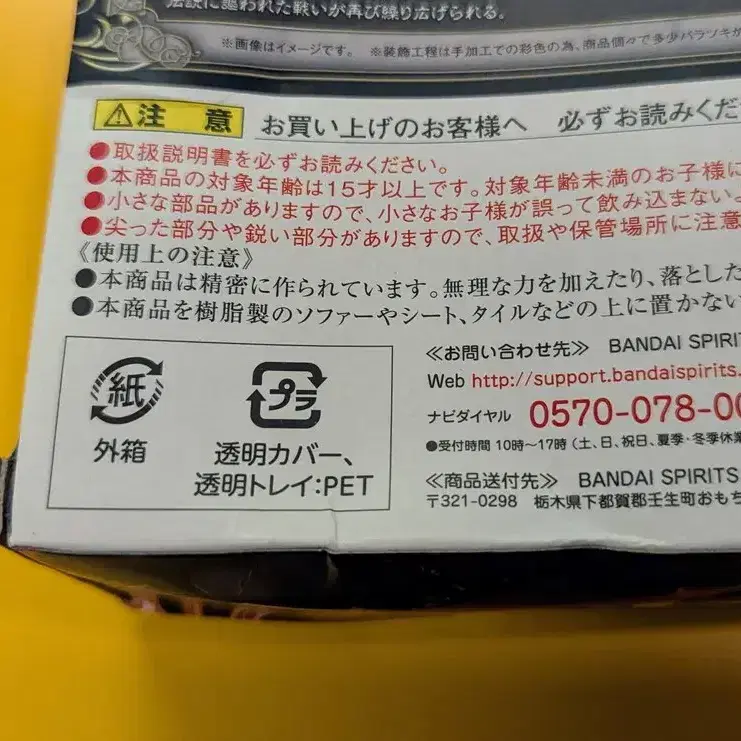 伝説に謳われた戦いが再び繰り広げられる。
※画像はイメージです。 ※装飾工程は手加工での彩色の為、商品個々で多少バラツキが
⚠注 意 お買い上げのお客様へ 必ずお読みくだ
●取扱説明書を必ずお読みください。
●本商品の対象年齢は15才以上です。対象年齢未満のお子様に
●小さな部品がありますので、小さなお子様が誤って飲み込まない
●尖った部分や鋭い部分がありますので、取扱や保管場所に注意
《使用上の注意》
●本商品は精密に作られています。無理な力を加えたり、落とした
●本商品を樹脂製のソファーやシート、タイルなどの上に置かない
紙
外箱
プラ
透明カバー、
透明トレイ:PET
≪お問い合わせ先≫ BANDAI SPIRIT
Web http://support.bandaispirits.
ナビダイヤル 0570-078-00
●受付時間 10時〜17時(土、日、祝日、夏季・冬季休業
≪商品送付先≫ BANDAI SPIRITS
〒321-0298 栃木県下都賀郡壬生町おもち